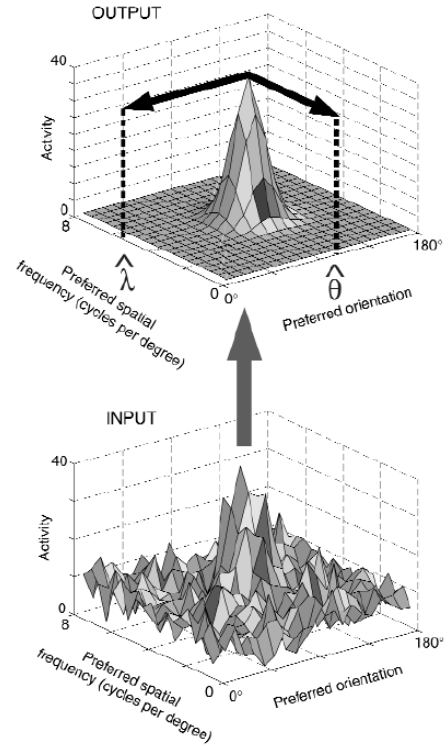 OUTPUT
40
Activity
0
8
Preferred spatial
frequency (cycles per degree)
λ̂
0
0°
θ̂
Preferred orientation
180°
INPUT
40
Activity
0
8
Preferred spatial
frequency (cycles per degree)
0
0°
Preferred orientation
180°